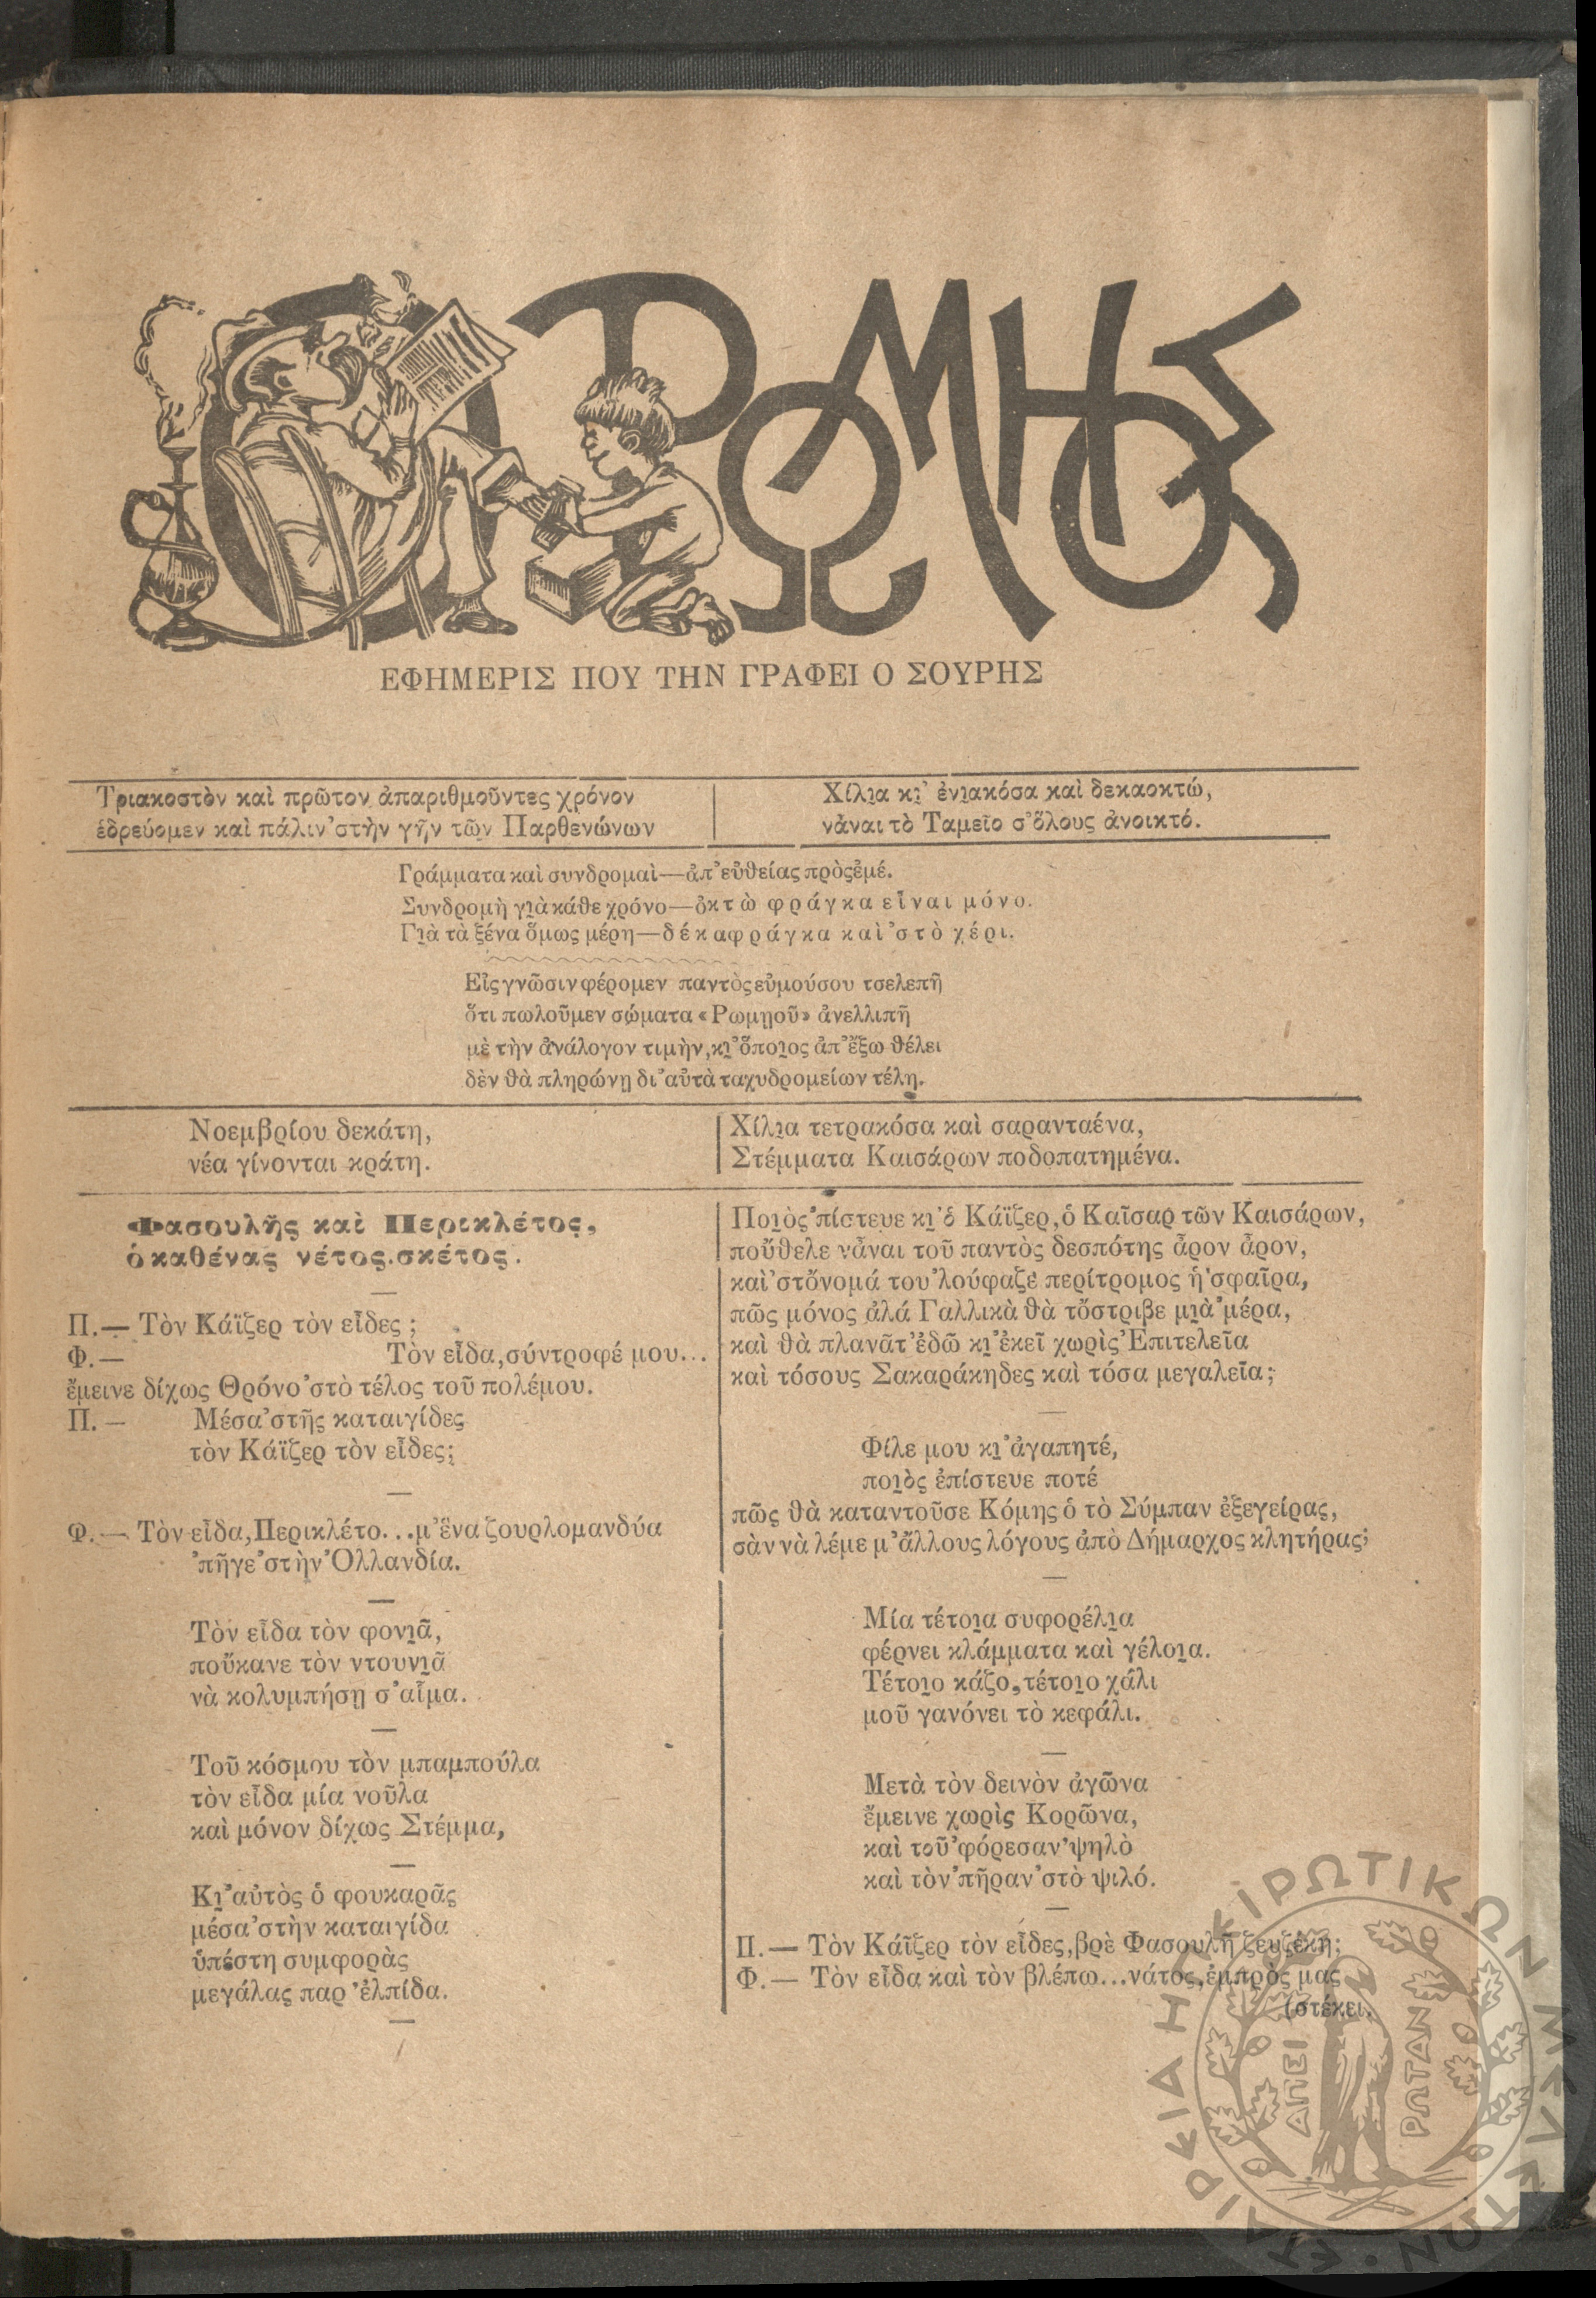 Ο ΡΩΜΗΟΣ
ΕΦΗΜΕΡΙΣ ΠΟΥ ΤΗΝ ΓΡΑΦΕΙ Ο ΣΟΥΡΗΣ
Τριακοστὸν καὶ πρῶτον ἀπαριθμοῦντες χρόνον
ἑδρεύομεν καὶ πάλιν ’στὴν γῆν τῶν Παρθενώνων
Χίλια κι’ ἐνιακόσα καὶ δεκαοκτώ,
νἆναι τὸ Ταμεῖο σ’ ὅλους ἀνοικτό.
Γράμματα καὶ συνδρομαὶ—ἀπ’ εὐθείας πρὸς ἐμέ.
Συνδρομὴ γιὰ κάθε χρόνο—ὀκτὼ φράγκα εἶναι μόνο.
Γιὰ τὰ ξένα ὅμως μέρη—δέκα φράγκα καὶ ’στὸ χέρι.
Εἰς γνῶσιν φέρομεν παντὸς εὐμούσου τσελεπῆ
ὅτι πωλοῦμεν σώματα «Ρωμηοῦ» ἀνελλιπῆ
μὲ τὴν ἀνάλογον τιμὴν, κι’ ὅποιος ἀπ’ ἔξω θέλει
δὲν θὰ πληρώνῃ δι’ αὐτὰ ταχυδρομείων τέλη.
Νοεμβρίου δεκάτη,
νέα γίνονται κράτη.
Χίλια τετρακόσα καὶ σαρανταένα,
Στέμματα Καισάρων ποδοπατημένα.
Φασουλῆς καὶ Περικλέτος,
ὁ καθένας νέτος σκέτος.
Π.— Τὸν Κάϊζερ τὸν εἶδες ;
Φ.— Τὸν εἶδα, σύντροφέ μου...
ἔμεινε δίχως Θρόνο ’στὸ τέλος τοῦ πολέμου.
Π.— Μέσα ’στῆς καταιγίδες
τὸν Κάϊζερ τὸν εἶδες;
Φ.— Τὸν εἶδα, Περικλέτο... μ’ ἕνα ζουρλομανδύα
’πῆγε ’στὴν Ὀλλανδία.
Τὸν εἶδα τὸν φονιᾶ,
ποὔκανε τὸν ντουνιᾶ
νὰ κολυμπήσῃ σ’ αἷμα.
Τοῦ κόσμου τὸν μπαμπούλα
τὸν εἶδα μία νοῦλα
καὶ μόνον δίχως Στέμμα,
Κι’ αὐτὸς ὁ φουκαρᾶς
μέσα ’στὴν καταιγίδα
ὑπέστη συμφορὰς
μεγάλας παρ’ ἐλπίδα.
Ποιὸς ’πίστευε κι’ ὁ Κάϊζερ, ὁ Καῖσαρ τῶν Καισάρων,
ποὔθελε νἆναι τοῦ παντὸς δεσπότης ἆρον ἆρον,
καὶ ’στὄνομά του ’λούφαζε περίτρομος ἡ ’σφαῖρα,
πῶς μόνος ἀλά Γαλλικὰ θὰ τὄστριβε μιὰ ’μέρα,
καὶ θὰ πλανᾶτ’ ἐδῶ κι’ ἐκεῖ χωρὶς Ἐπιτελεῖα
καὶ τόσους Σακαράκηδες καὶ τόσα μεγαλεῖα;
Φίλε μου κι’ ἀγαπητέ,
ποιὸς ἐπίστευε ποτέ
πῶς θὰ καταντοῦσε Κόμης ὁ τὸ Σύμπαν ἐξεγείρας,
σὰν νὰ λέμε μ’ ἄλλους λόγους ἀπὸ Δήμαρχος κλητήρας;
Μία τέτοια συφορέλια
φέρνει κλάμματα καὶ γέλοια.
Τέτοιο κάζο, τέτοιο χάλι
μοῦ γανόνει τὸ κεφάλι.
Μετὰ τὸν δεινὸν ἀγῶνα
ἔμεινε χωρὶς Κορῶνα,
καὶ τοῦ ’φόρεσαν ’ψηλὸ
καὶ τὸν ’πῆραν ’στὸ ψιλό.
Π.— Τὸν Κάϊζερ τὸν εἶδες, βρὲ Φασουλῆ ζευζέκη;
Φ.— Τὸν εἶδα καὶ τὸν βλέπω... νάτος, ἐμπρὸς μας
(στέκει.
ΕΤΑΙΡΕΙΑ ΗΠΕΙΡΩΤΙΚΩΝ ΜΕΛΕΤΩΝ
ΑΠΕΙ ΡΩΤΑΝ